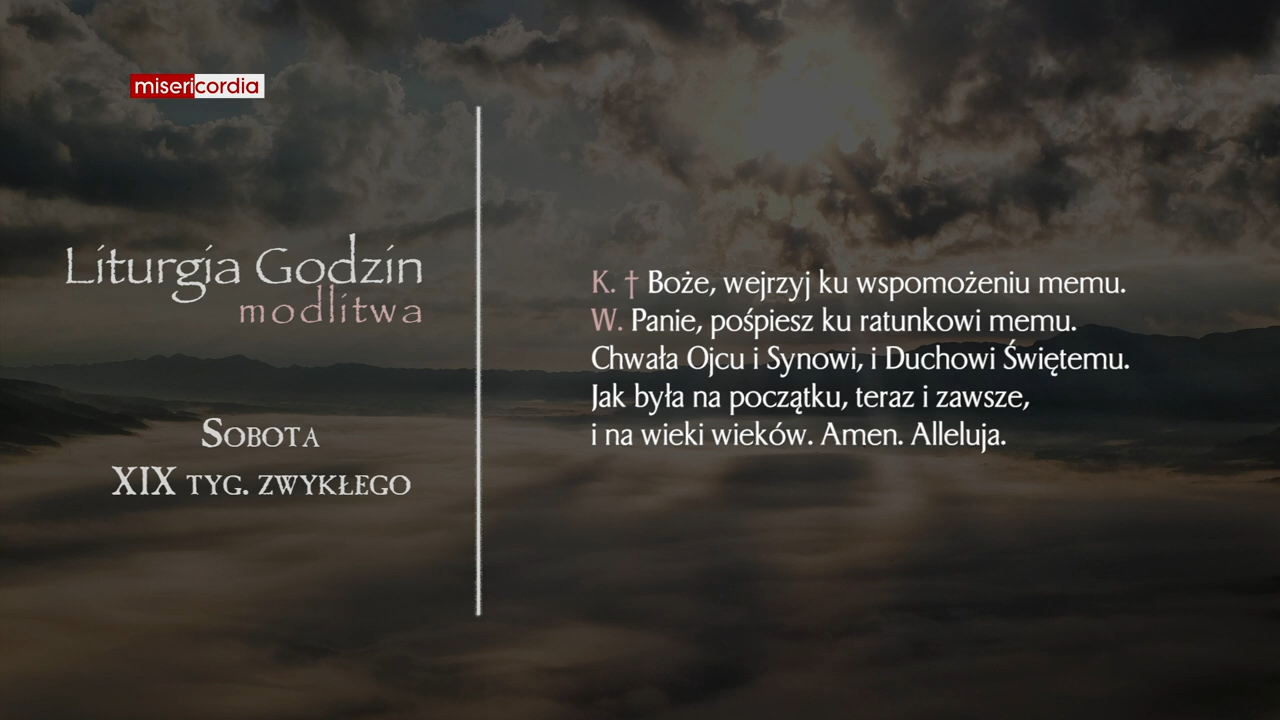 misericordia
Liturgia Godzin
modlitwa
Sobota
XIX tyg. zwykłego
K. † Boże, wejrzyj ku wspomożeniu memu.
W. Panie, pośpiesz ku ratunkowi memu.
Chwała Ojcu i Synowi, i Duchowi Świętemu.
Jak była na początku, teraz i zawsze,
i na wieki wieków. Amen. Alleluja.